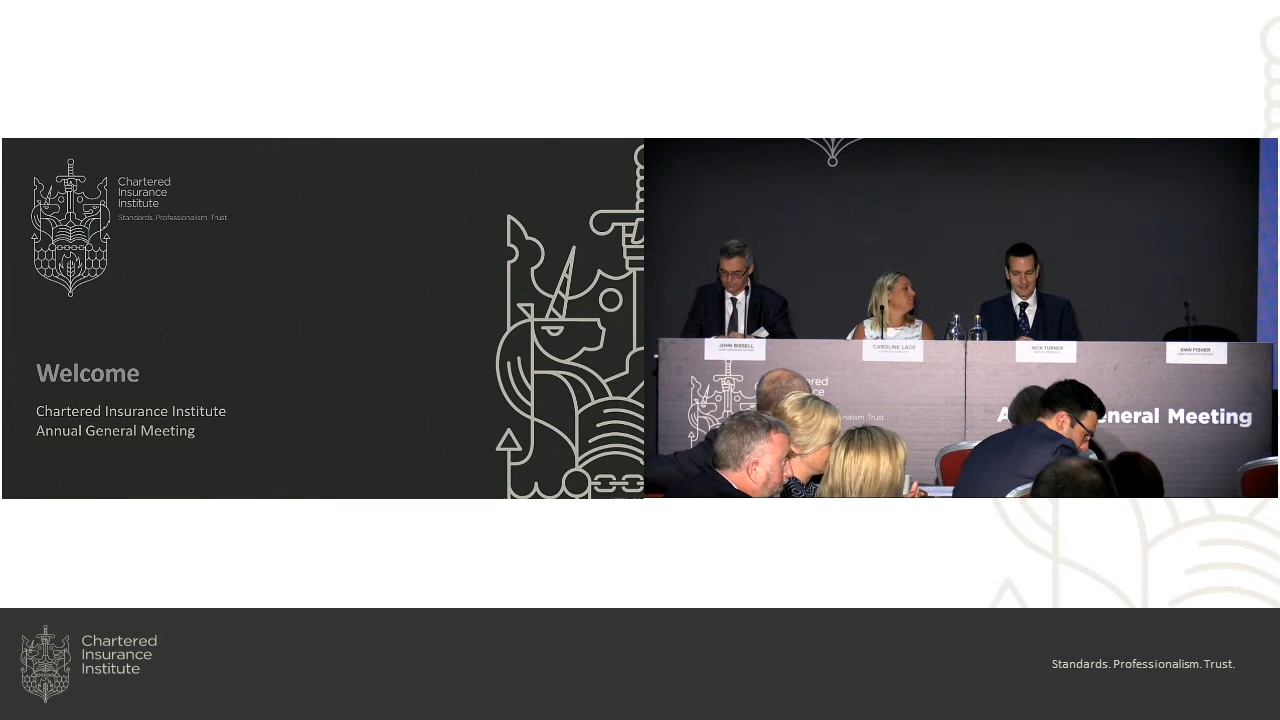 Chartered
Insurance
Institute
Standards. Professionalism. Trust.
Welcome
Chartered Insurance Institute
Annual General Meeting
JOHN BISSELL
CAROLINE LACE
NICK TURNER
SIAN FISHER
General Meeting
Chartered
Insurance
Institute
Standards. Professionalism. Trust.